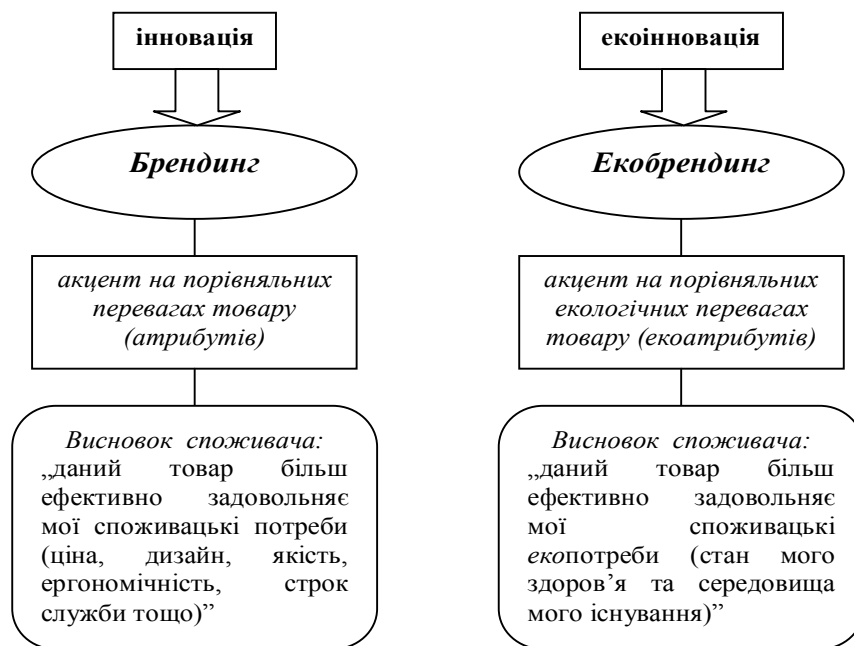 інновація
Брендинг
акцент на порівняльних
перевагах товару
(атрибутів)
Висновок споживача:
„даний товар більш
ефективно задовольняє
мої споживацькі потреби
(ціна, дизайн, якість,
ергономічність, строк
служби тощо)”
екоінновація
Екобрендинг
акцент на порівняльних
екологічних перевагах
товару (екоатрибутів)
Висновок споживача:
„даний товар більш
ефективно задовольняє
мої споживацькі
екопотреби (стан мого
здоров’я та середовища
мого існування)”